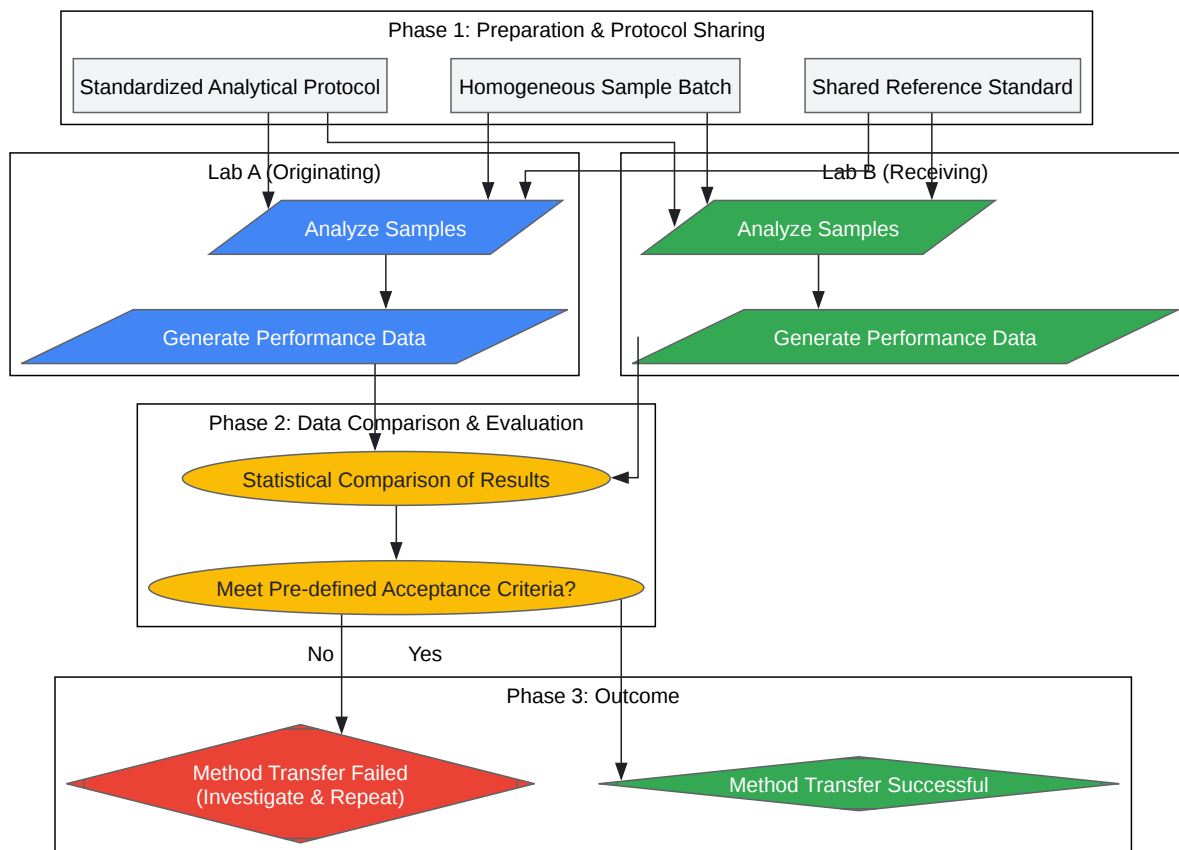 Phase 1: Preparation & Protocol Sharing
Standardized Analytical Protocol
Homogeneous Sample Batch
Shared Reference Standard
Lab A (Originating)
Lab B (Receiving)
Analyze Samples
Analyze Samples
Generate Performance Data
Generate Performance Data
Phase 2: Data Comparison & Evaluation
Statistical Comparison of Results
Meet Pre-defined Acceptance Criteria?
No
Yes
Phase 3: Outcome
Method Transfer Failed
(Investigate & Repeat)
Method Transfer Successful